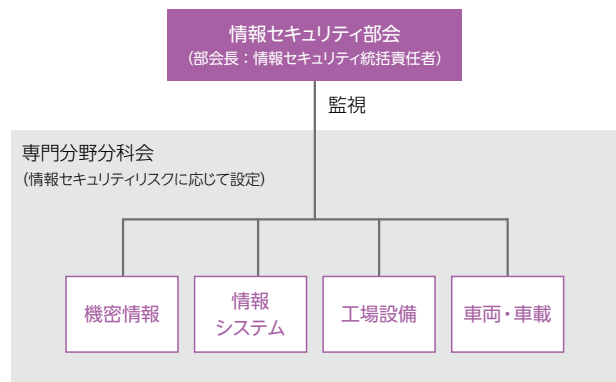 情報セキュリティ部会
（部会長：情報セキュリティ統括責任者）
監視
専門分野分科会
（情報セキュリティリスクに応じて設定）
機密情報
情報
システム
工場設備
車両・車載